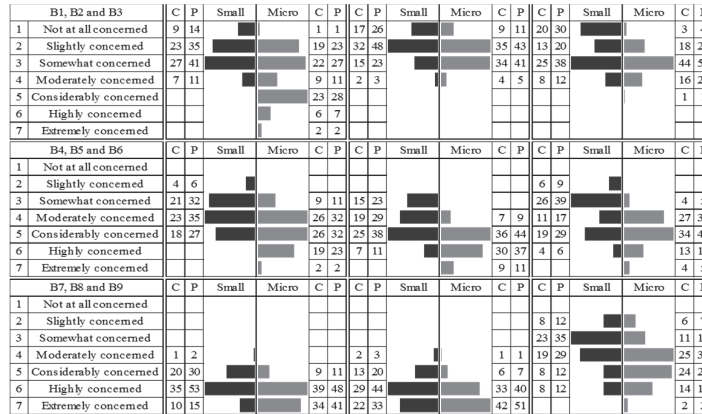 B1, B2 and B3 C P Small Micro C P C P Small Micro C P C P Small Micro C
1 Not at all concerned 9 14 1 1 17 26 9 11 20 30 3
2 Slightly concerned 23 35 19 23 32 48 35 43 13 20 18
3 Somewhat concerned 27 41 22 27 15 23 34 41 25 38 44
4 Moderately concerned 7 11 9 11 2 3 4 5 8 12 16
5 Considerably concerned 23 28 1
6 Highly concerned 6 7
7 Extremely concerned 2 2
B4, B5 and B6 C P Small Micro C P C P Small Micro C P C P Small Micro C
1 Not at all concerned
2 Slightly concerned 4 6 6 9
3 Somewhat concerned 21 32 9 11 15 23 26 39 4
4 Moderately concerned 23 35 26 32 19 29 7 9 11 17 27
5 Considerably concerned 18 27 26 32 25 38 36 44 19 29 34
6 Highly concerned 19 23 7 11 30 37 4 6 13
7 Extremely concerned 2 2 9 11 4
B7, B8 and B9 C P Small Micro C P C P Small Micro C P C P Small Micro C
1 Not at all concerned
2 Slightly concerned 8 12 6
3 Somewhat concerned 23 35 11
4 Moderately concerned 1 2 2 3 1 1 19 29 25
5 Considerably concerned 20 30 9 11 13 20 6 7 8 12 24
6 Highly concerned 35 53 39 48 29 44 33 40 8 12 14
7 Extremely concerned 10 15 34 41 22 33 42 51 2